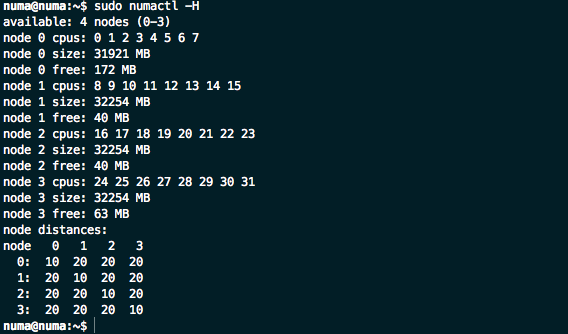 numa@numa:~$ sudo numactl -H
available: 4 nodes (0-3)
node 0 cpus: 0 1 2 3 4 5 6 7
node 0 size: 31921 MB
node 0 free: 172 MB
node 1 cpus: 8 9 10 11 12 13 14 15
node 1 size: 32254 MB
node 1 free: 40 MB
node 2 cpus: 16 17 18 19 20 21 22 23
node 2 size: 32254 MB
node 2 free: 40 MB
node 3 cpus: 24 25 26 27 28 29 30 31
node 3 size: 32254 MB
node 3 free: 63 MB
node distances:
node   0   1   2   3
  0:  10  20  20  20
  1:  20  10  20  20
  2:  20  20  10  20
  3:  20  20  20  10
numa@numa:~$